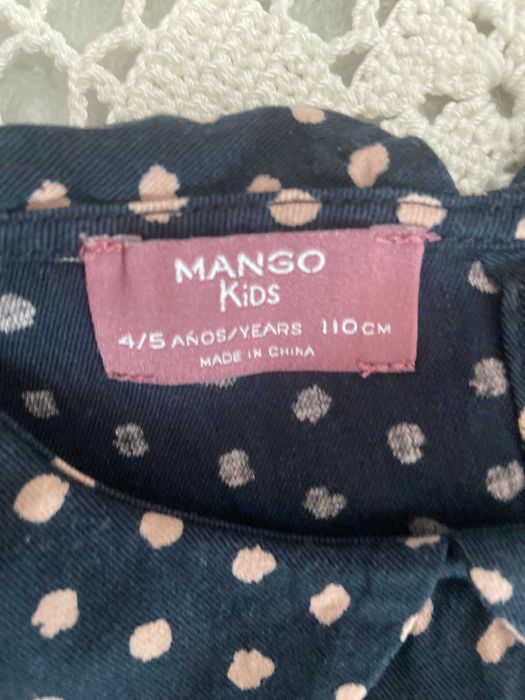 MANGO
KiDS
4/5 AÑOS/YEARS 110 CM
MADE IN CHINA